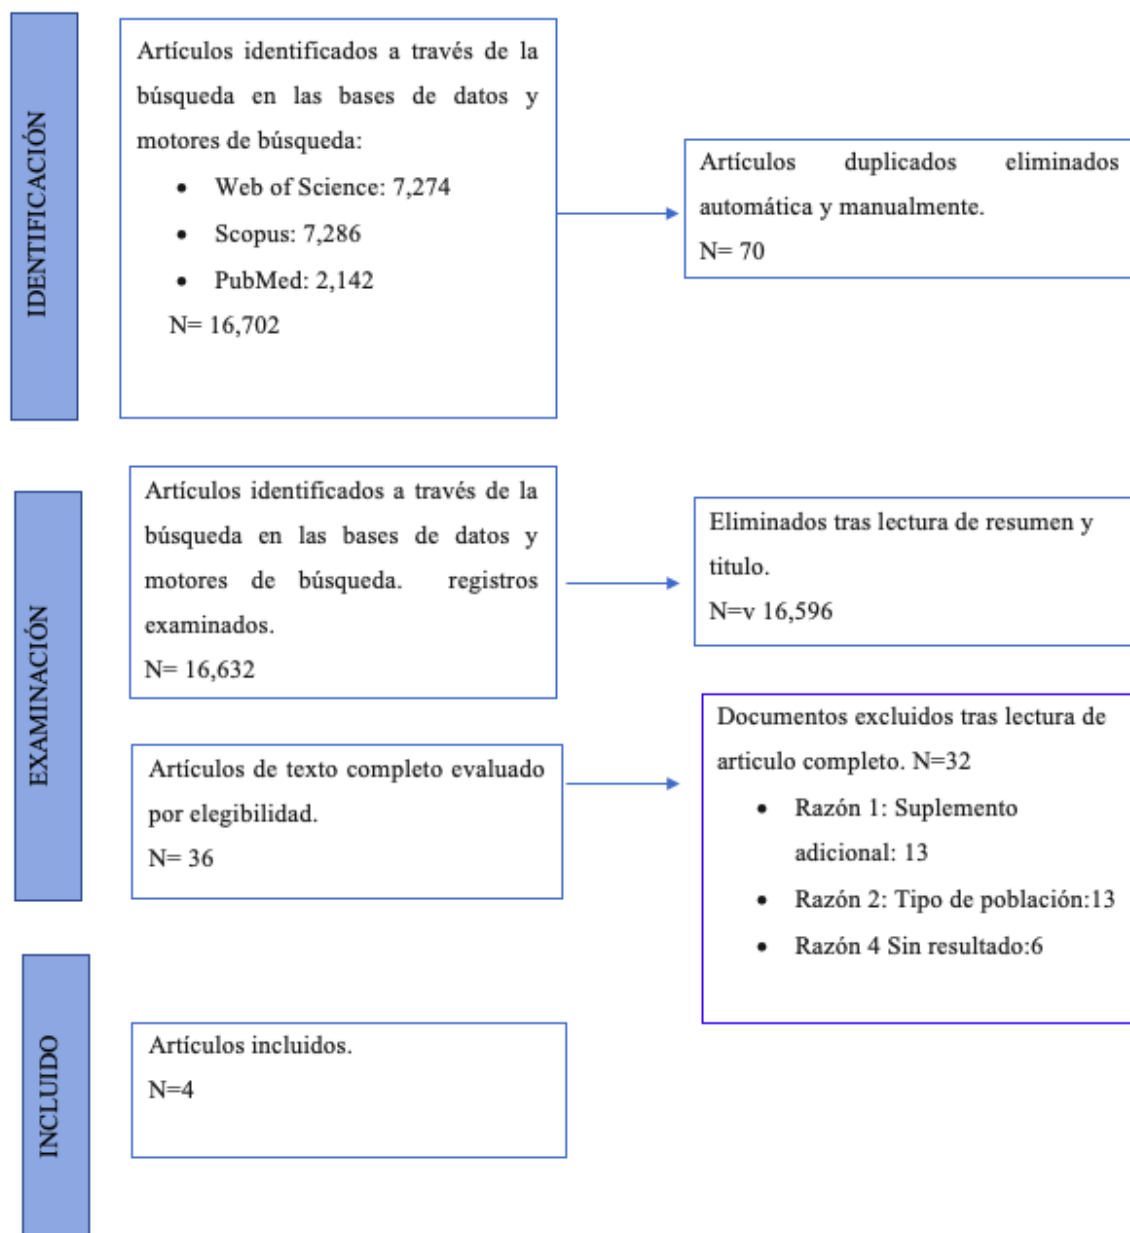 IDENTIFICACIÓN
Artículos identificados a través de la
búsqueda en las bases de datos y
motores de búsqueda:
• Web of Science: 7,274
• Scopus: 7,286
• PubMed: 2,142
N= 16,702
Artículos duplicados eliminados
automática y manualmente.
N= 70
EXAMINACIÓN
Artículos identificados a través de la
búsqueda en las bases de datos y
motores de búsqueda. registros
examinados.
N= 16,632
Eliminados tras lectura de resumen y
titulo.
N=v 16,596
Artículos de texto completo evaluado
por elegibilidad.
N= 36
Documentos excluidos tras lectura de
articulo completo. N=32
• Razón 1: Suplemento
adicional: 13
• Razón 2: Tipo de población:13
• Razón 4 Sin resultado:6
INCLUIDO
Artículos incluidos.
N=4